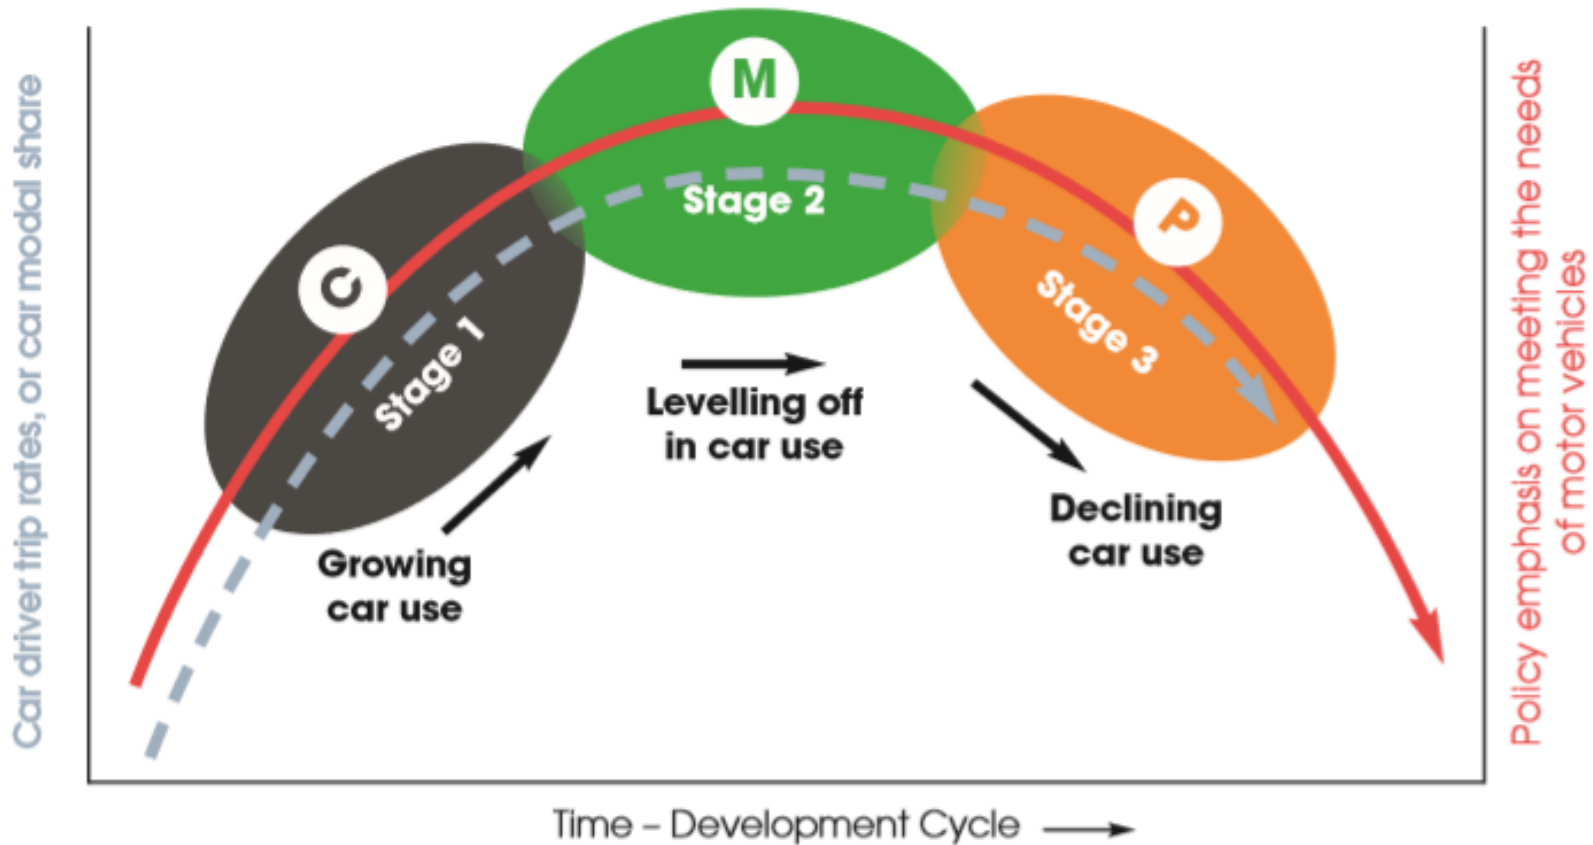 Car driver trip rates, or car modal share
C
Stage 1
Growing
car use
M
Stage 2
Levelling off
in car use
P
Stage 3
Declining
car use
Policy emphasis on meeting the needs
of motor vehicles
Time – Development Cycle